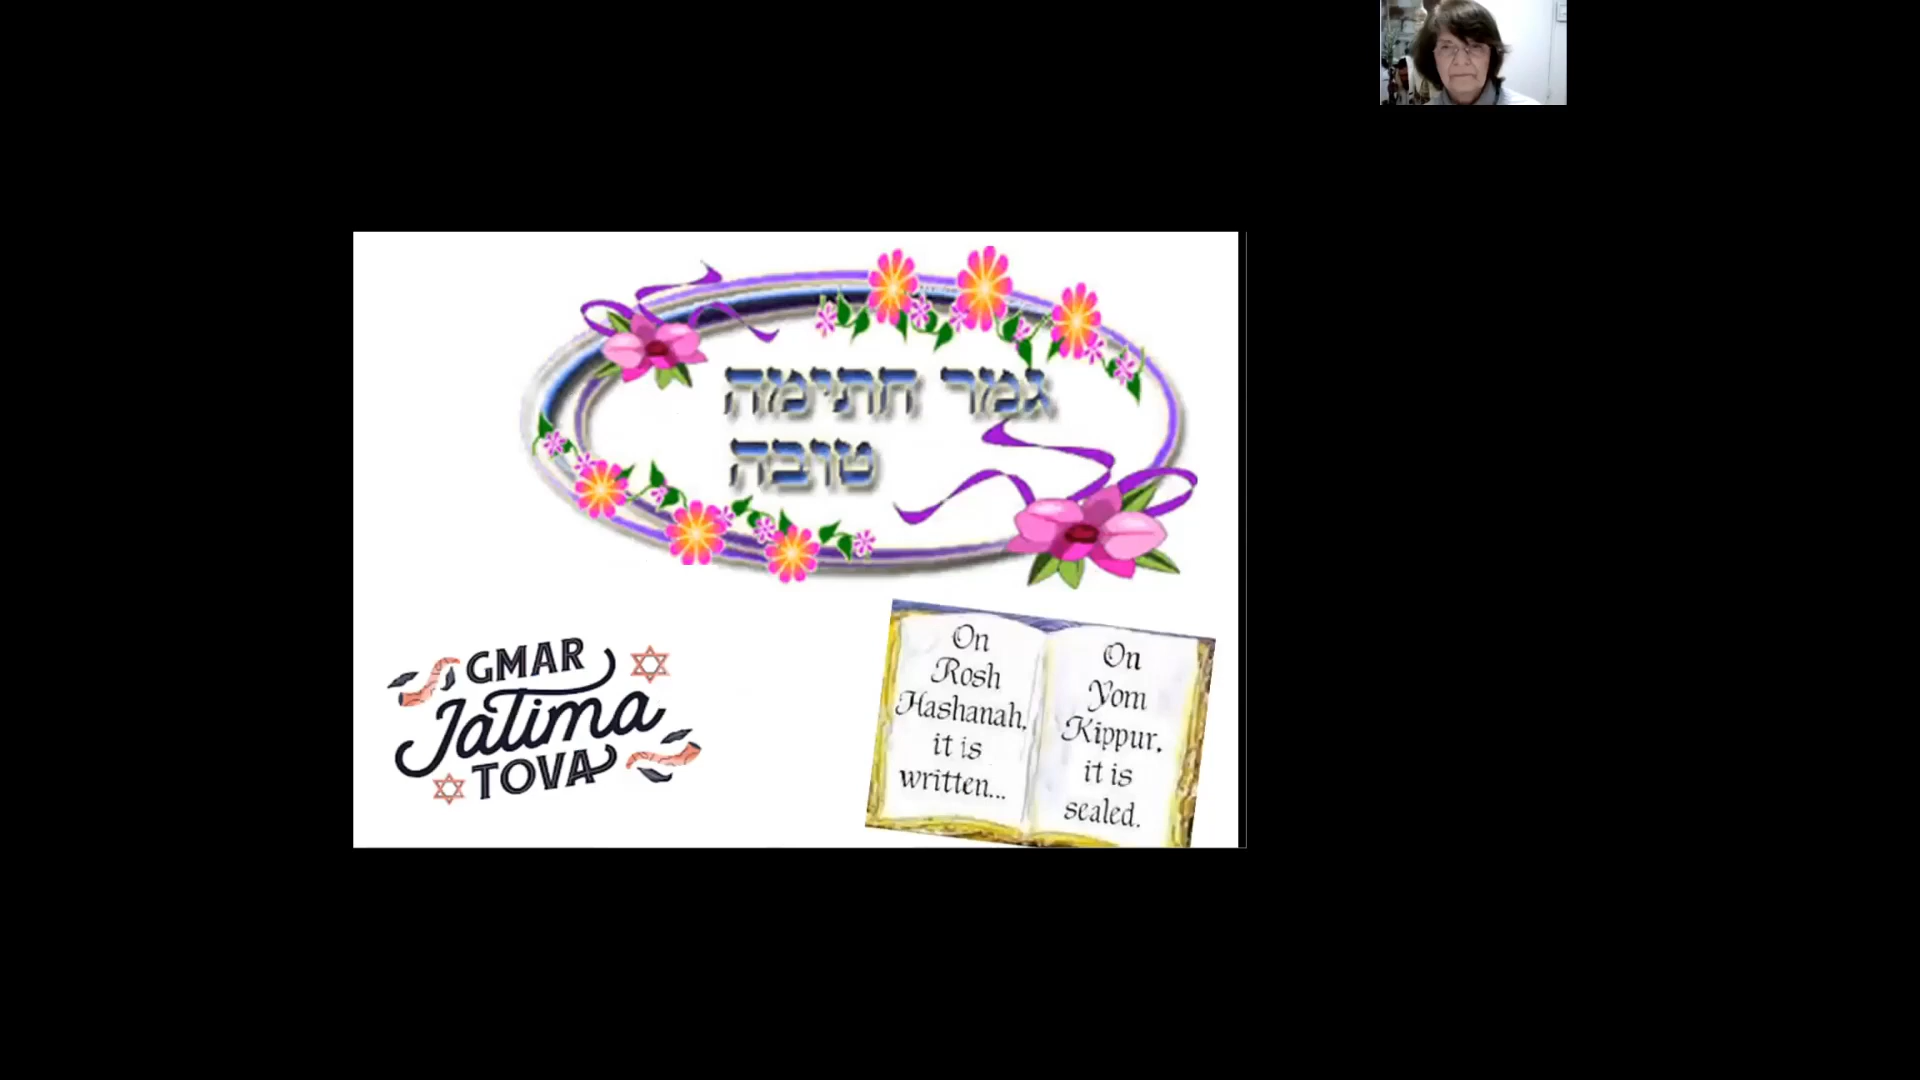 גמר חתימה
טובה
GMAR
Jatima
TOVA
On
Rosh
Hashanah,
it is
written...
On
Yom
Kippur,
it is
sealed.